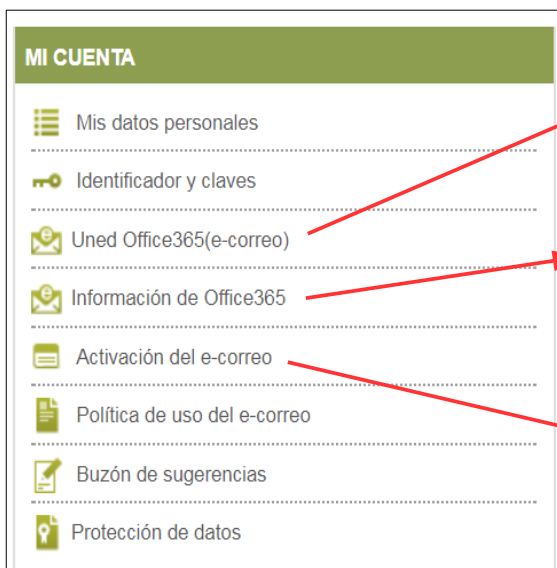 MI CUENTA
Mis datos personales
Identificador y claves
Uned Office365(e-correo)
Información de Office365
Activación del e-correo
Política de uso del e-correo
Buzón de sugerencias
Protección de datos